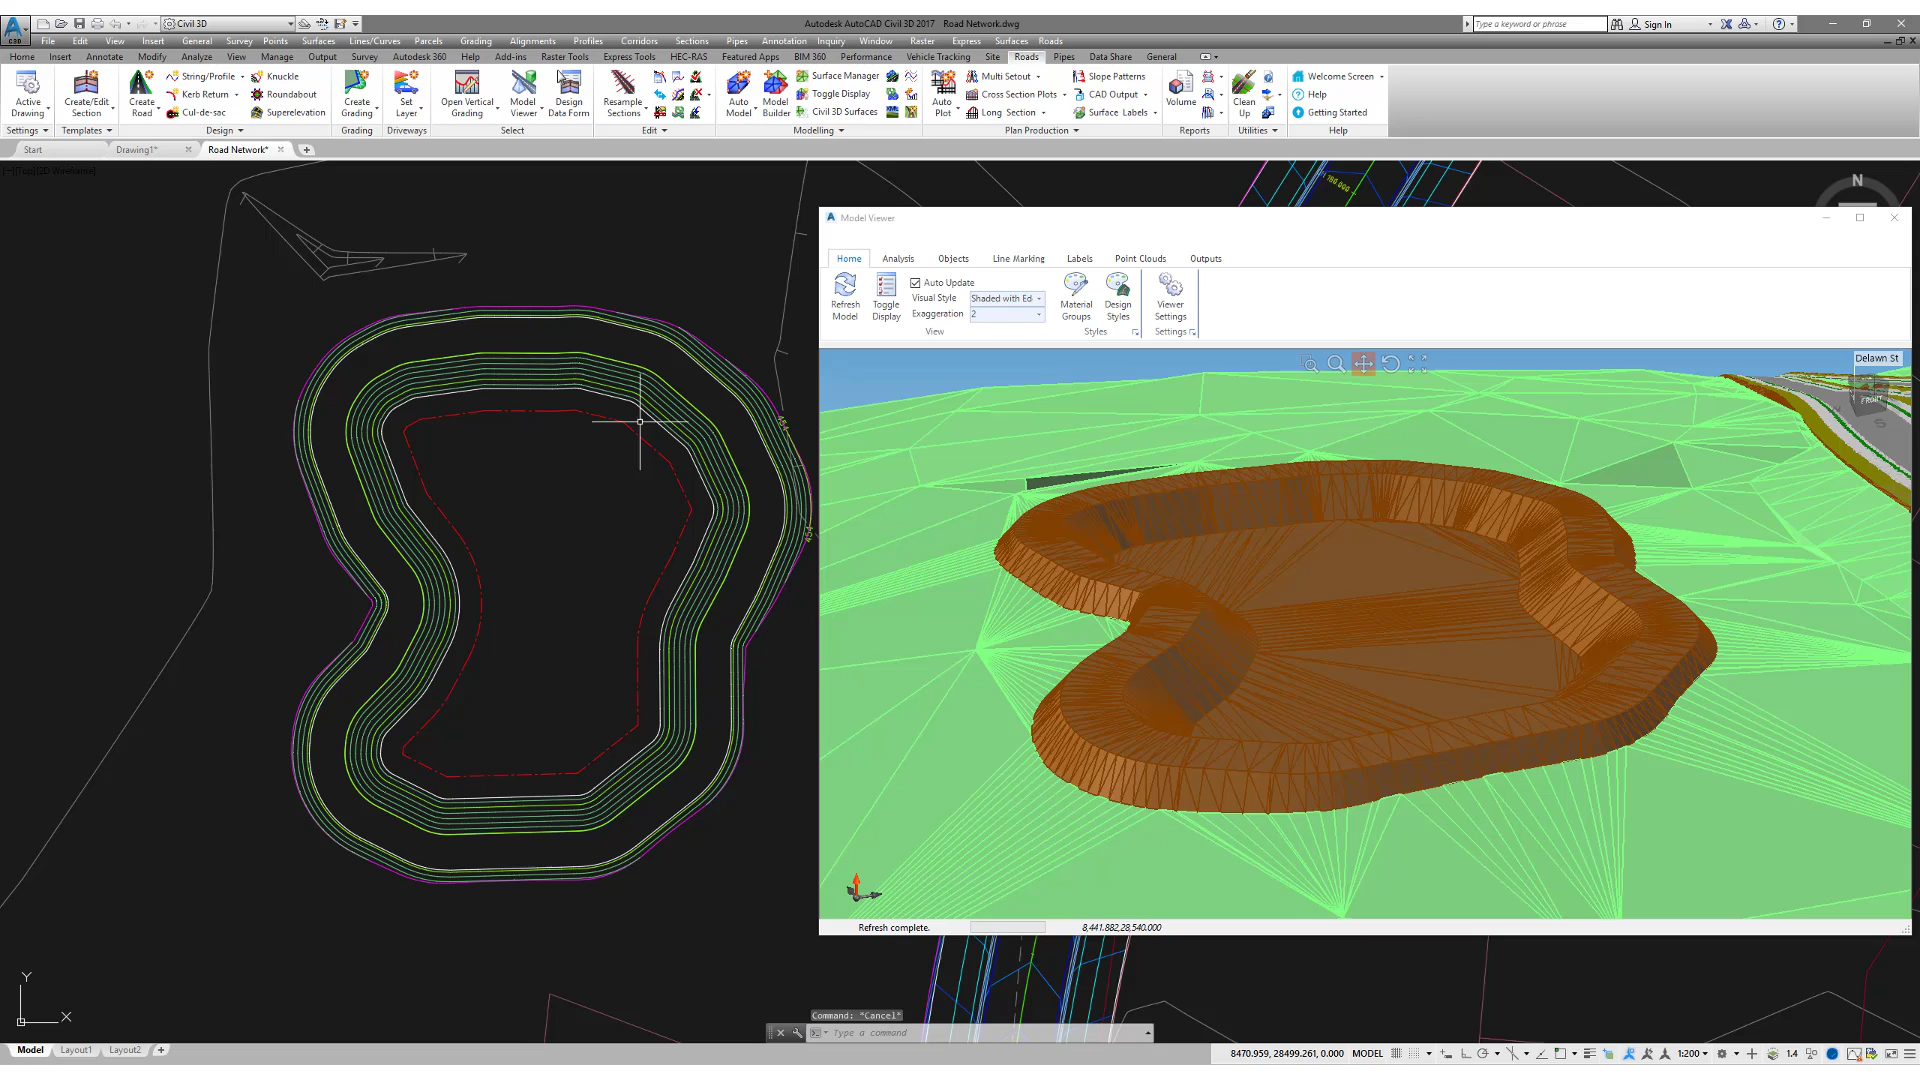 Civil 3D
Autodesk AutoCAD Civil 3D 2017 Road Network.dwg
Type a keyword or phrase
Sign In
C3D
File Edit View Insert General Survey Points Surfaces Lines/Curves Parcels Grading Alignments Profiles Corridors Sections Pipes Annotation Inquiry Window Raster Express Surfaces Roads
Home Insert Annotate Modify Analyze View Manage Output Survey Autodesk 360 Help Add-ins Raster Tools Express Tools HEC-RAS Featured Apps BIM 360 Performance Vehicle Tracking Site Roads Pipes Data Share General
Active Drawing
Create/Edit Section
Create Road
String/Profile
Kerb Return
Cul-de-sac
Knuckle
Roundabout
Superelevation
Create Grading
Set Layer
Open Vertical Grading
Model Viewer
Design Data Form
Resample Sections
Auto Model
Model Builder
Surface Manager
Toggle Display
Civil 3D Surfaces
Auto Plot
Multi Setout
Cross Section Plots
Long Section
Slope Patterns
CAD Output
Surface Labels
Volume
Clean Up
Welcome Screen
Help
Getting Started
Settings Templates Design Grading Driveways Select Edit Modelling Plan Production Reports Utilities Help
Start Drawing1* Road Network*
[−][Top][2D Wireframe]
180.000
N
Model Viewer
Home Analysis Objects Line Marking Labels Point Clouds Outputs
Refresh Model
Toggle Display
Auto Update
Visual Style Shaded with Ed
Exaggeration 2
Material Groups
Design Styles
Viewer Settings
View Styles Settings
Delawn St
FRONT
S
454
454
Refresh complete.
8,441.882,28,540.000
Y
X
Command: *Cancel*
Type a command
Model Layout1 Layout2
8470.959, 28499.261, 0.000 MODEL
1:200
1.4